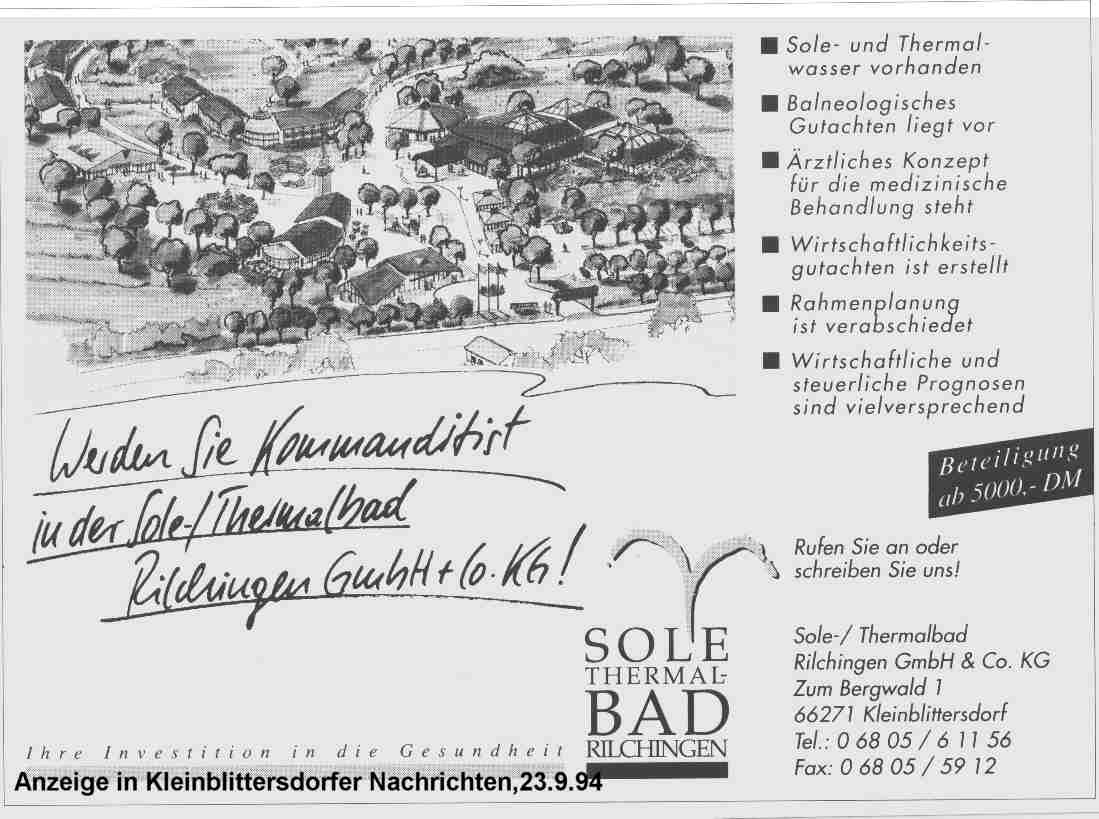 ■ Sole- und Thermal-
wasser vorhanden
■ Balneologisches
Gutachten liegt vor
■ Ärztliches Konzept
für die medizinische
Behandlung steht
■ Wirtschaftlichkeits-
gutachten ist erstellt
■ Rahmenplanung
ist verabschiedet
■ Wirtschaftliche und
steuerliche Prognosen
sind vielversprechend
Werden Sie Kommanditist
in der Sole-/Thermalbad
Rilchingen GmbH + Co. KG!
Beteiligung
ab 5000,- DM
Rufen Sie an oder
schreiben Sie uns!
SOLE
THERMAL-
BAD
RILCHINGEN
Sole-/ Thermalbad
Rilchingen GmbH & Co. KG
Zum Bergwald 1
66271 Kleinblittersdorf
Tel.: 0 68 05 / 6 11 56
Fax: 0 68 05 / 59 12
Ihre Investition in die Gesundheit
Anzeige in Kleinblittersdorfer Nachrichten,23.9.94